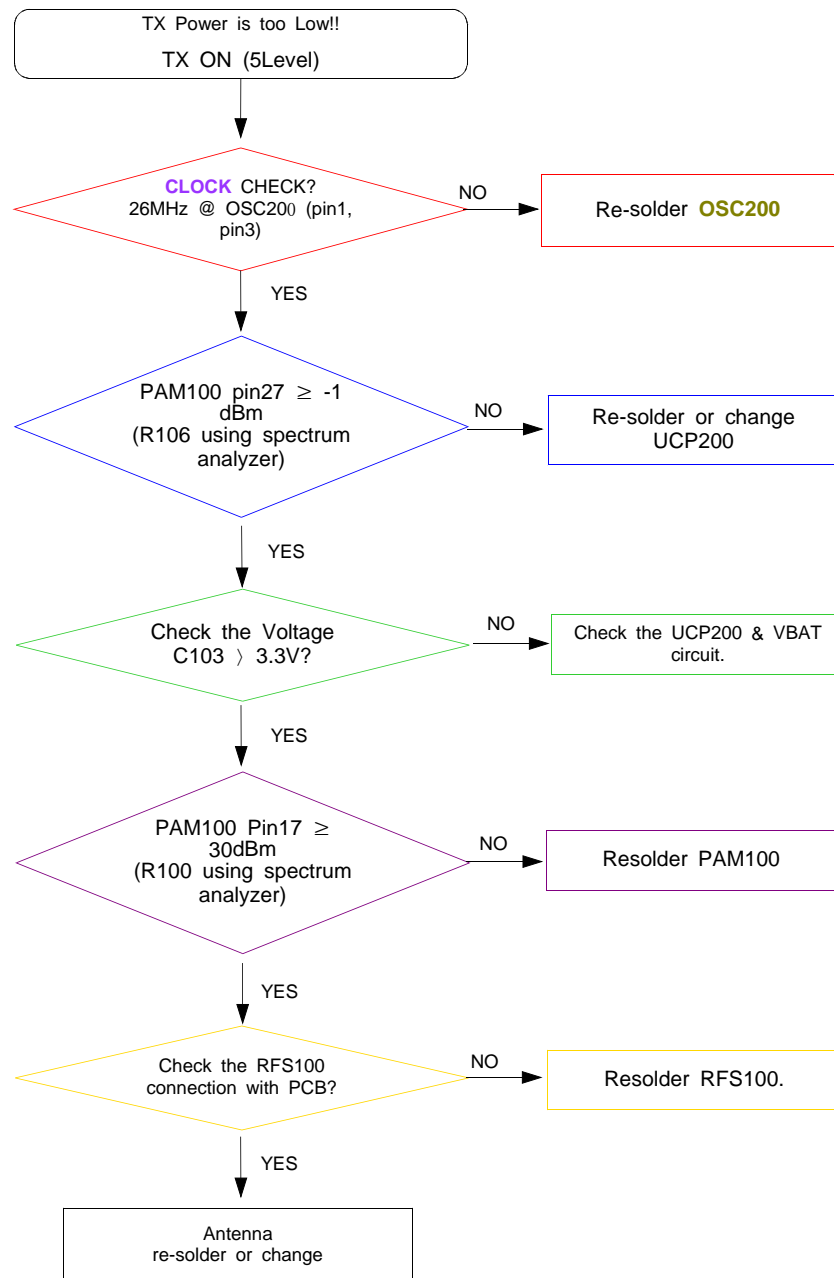 TX Power is too Low!!
TX ON (5Level)
CLOCK CHECK?
26MHz @ OSC200 (pin1,
pin3)
NO
Re-solder OSC200
YES
PAM100 pin27 ≥ -1
dBm
(R106 using spectrum
analyzer)
NO
Re-solder or change
UCP200
YES
Check the Voltage
C103 〉 3.3V?
NO
Check the UCP200 & VBAT
circuit.
YES
PAM100 Pin17 ≥
30dBm
(R100 using spectrum
analyzer)
NO
Resolder PAM100
YES
Check the RFS100
connection with PCB?
NO
Resolder RFS100.
YES
Antenna
re-solder or change